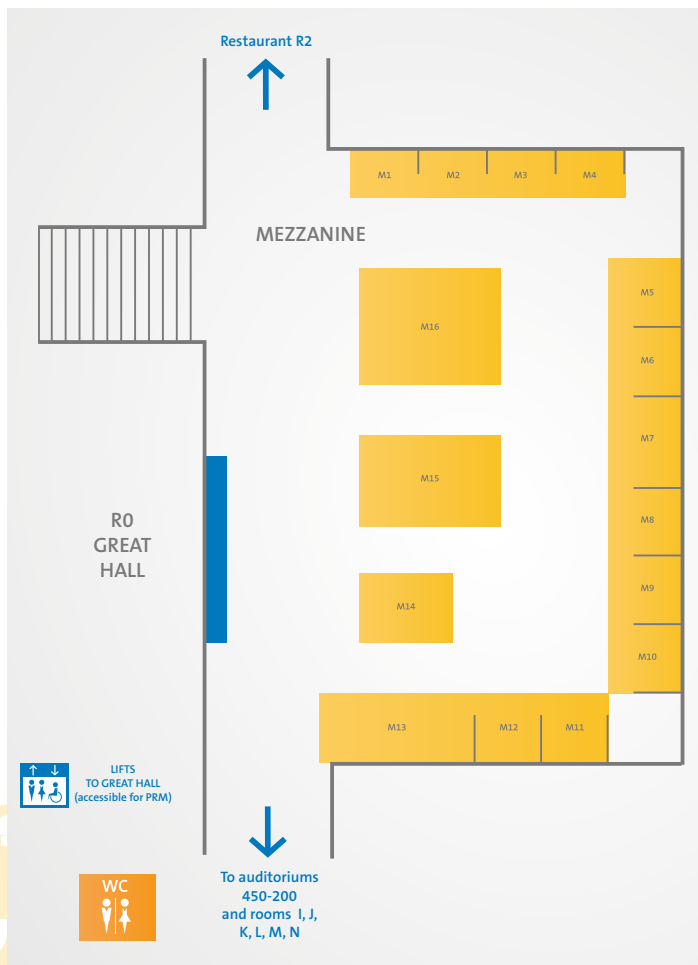 Restaurant R2
M1
M2
M3
M4
MEZZANINE
M5
M16
M6
M7
M15
M8
R0
GREAT
HALL
M9
M14
M10
M13
M12
M11
LIFTS
TO GREAT HALL
(accessible for PRM)
To auditoriums
450-200
and rooms I, J,
K, L, M, N
WC